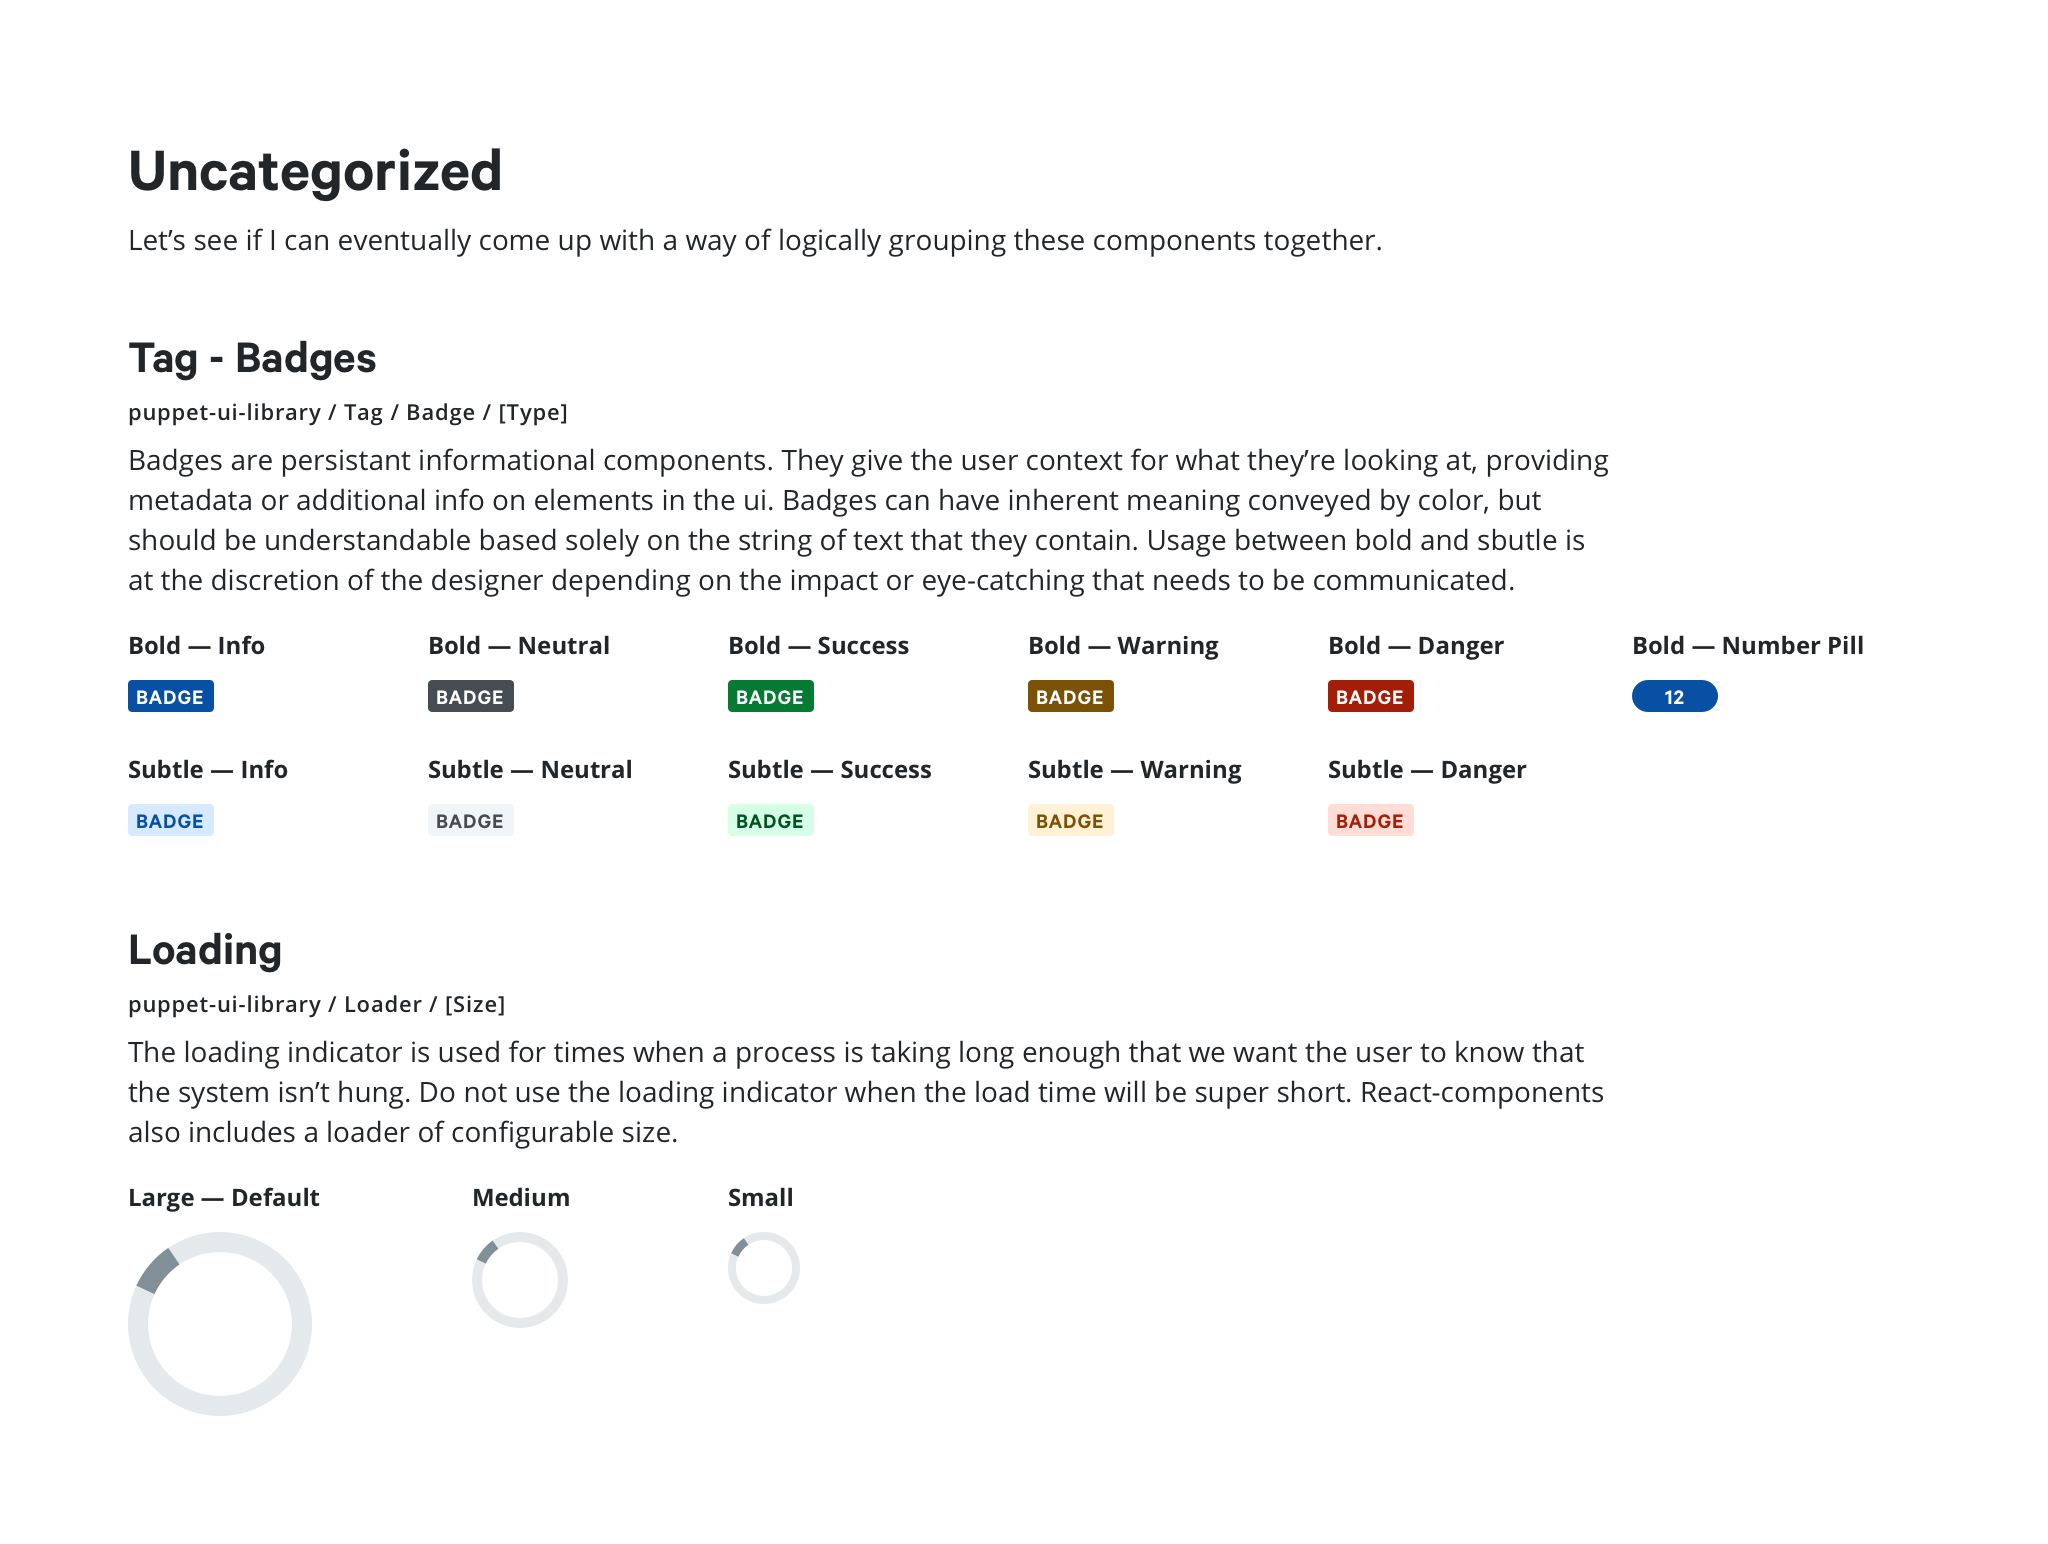 Uncategorized
Let’s see if I can eventually come up with a way of logically grouping these components together.
Tag - Badges
puppet-ui-library / Tag / Badge / [Type]
Badges are persistant informational components. They give the user context for what they’re looking at, providing
metadata or additional info on elements in the ui. Badges can have inherent meaning conveyed by color, but
should be understandable based solely on the string of text that they contain. Usage between bold and sbutle is
at the discretion of the designer depending on the impact or eye-catching that needs to be communicated.
Bold — Info Bold — Neutral Bold — Success Bold — Warning Bold — Danger Bold — Number Pill
BADGE BADGE BADGE BADGE BADGE 12
Subtle — Info Subtle — Neutral Subtle — Success Subtle — Warning Subtle — Danger
BADGE BADGE BADGE BADGE BADGE
Loading
puppet-ui-library / Loader / [Size]
The loading indicator is used for times when a process is taking long enough that we want the user to know that
the system isn’t hung. Do not use the loading indicator when the load time will be super short. React-components
also includes a loader of configurable size.
Large — Default Medium Small